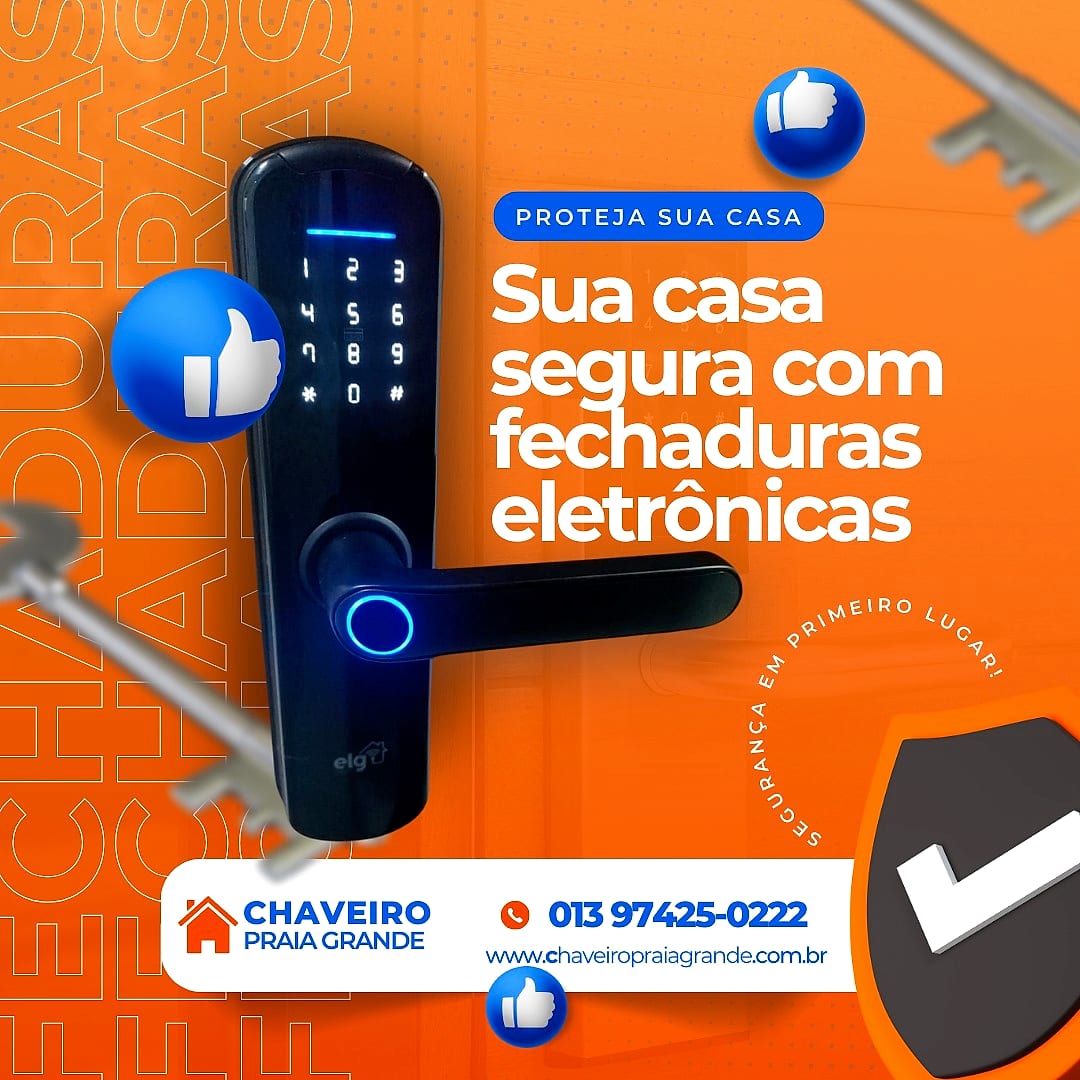 FECHADURAS
FECHADURAS
FECHADURAS
PROTEJA SUA CASA
Sua casa
segura com
fechaduras
eletrônicas
1 2 3
4 5 6
7 8 9
* 0 #
elg
SEGURANÇA EM PRIMEIRO LUGAR!
CHAVEIRO
PRAIA GRANDE
013 97425-0222
www.chaveiropraiagrande.com.br